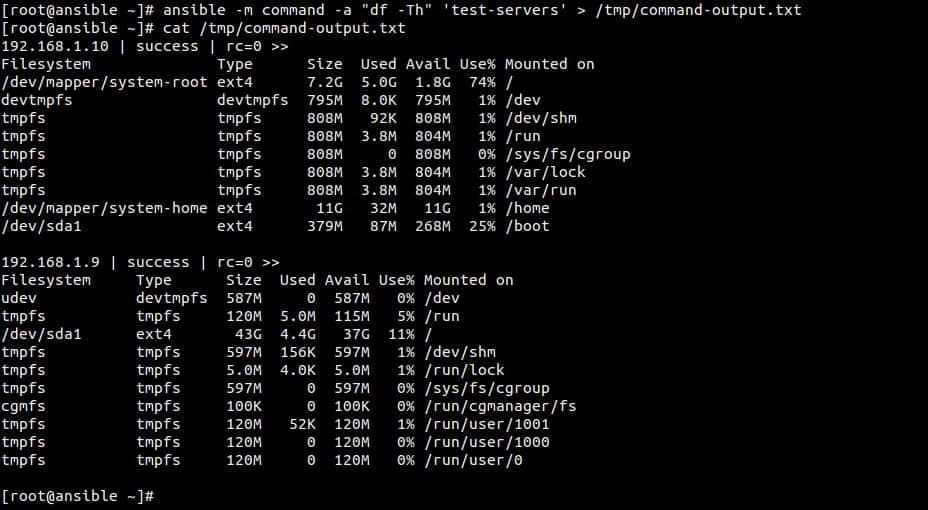 [root@ansible ~]# ansible -m command -a "df -Th" 'test-servers' > /tmp/command-output.txt
[root@ansible ~]# cat /tmp/command-output.txt
192.168.1.10 | success | rc=0 >>
Filesystem              Type      Size  Used Avail Use% Mounted on
/dev/mapper/system-root ext4      7.2G  5.0G  1.8G  74% /
devtmpfs                devtmpfs  795M  8.0K  795M   1% /dev
tmpfs                   tmpfs     808M   92K  808M   1% /dev/shm
tmpfs                   tmpfs     808M  3.8M  804M   1% /run
tmpfs                   tmpfs     808M     0  808M   0% /sys/fs/cgroup
tmpfs                   tmpfs     808M  3.8M  804M   1% /var/lock
tmpfs                   tmpfs     808M  3.8M  804M   1% /var/run
/dev/mapper/system-home ext4       11G   32M   11G   1% /home
/dev/sda1               ext4      379M   87M  268M  25% /boot
192.168.1.9 | success | rc=0 >>
Filesystem     Type      Size  Used Avail Use% Mounted on
udev           devtmpfs  587M     0  587M   0% /dev
tmpfs          tmpfs     120M  5.0M  115M   5% /run
/dev/sda1      ext4       43G  4.4G   37G  11% /
tmpfs          tmpfs     597M  156K  597M   1% /dev/shm
tmpfs          tmpfs     5.0M  4.0K  5.0M   1% /run/lock
tmpfs          tmpfs     597M     0  597M   0% /sys/fs/cgroup
cgmfs          tmpfs     100K     0  100K   0% /run/cgmanager/fs
tmpfs          tmpfs     120M   52K  120M   1% /run/user/1001
tmpfs          tmpfs     120M     0  120M   0% /run/user/1000
tmpfs          tmpfs     120M     0  120M   0% /run/user/0
[root@ansible ~]#